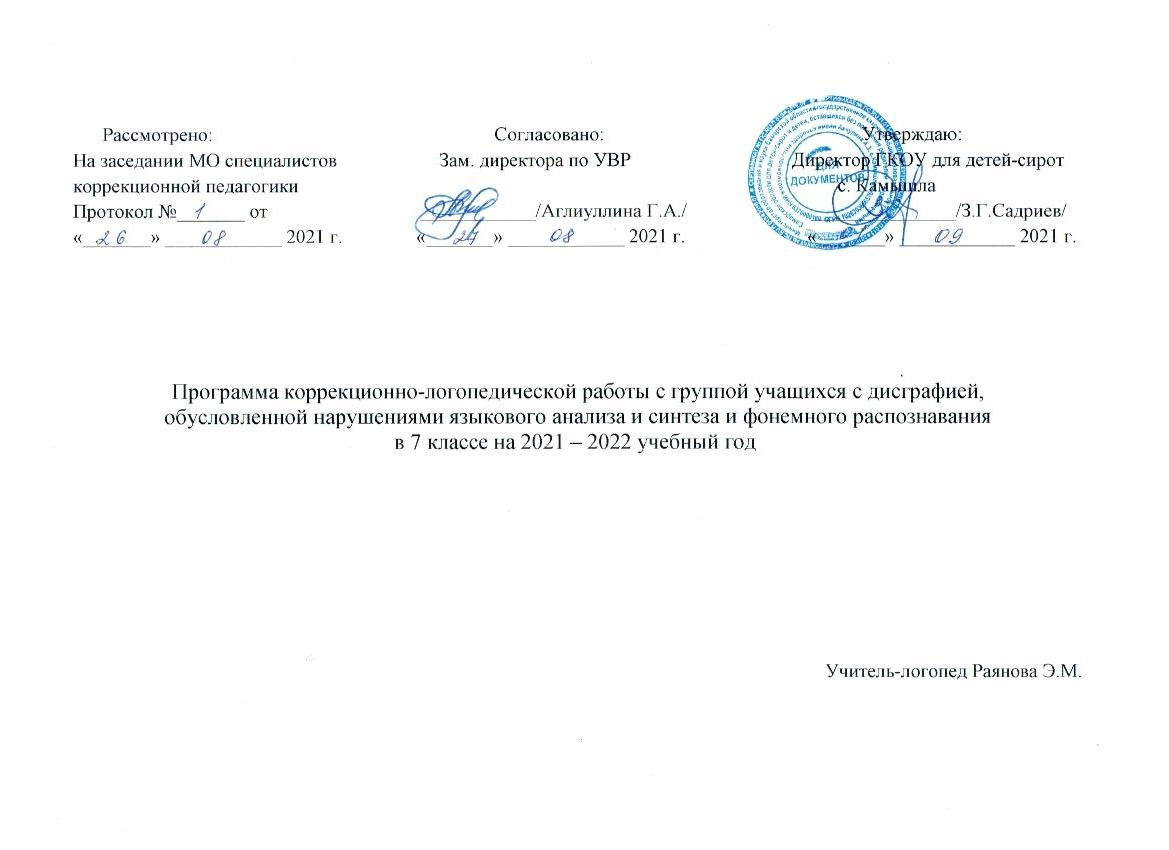 Рассмотрено:
На заседании МО специалистов
коррекционной педагогики
Протокол № 1 от
« 26 » 08 2021 г.
Согласовано:
Зам. директора по УВР
/Аглиуллина Г.А./
« 27 » 08 2021 г.
Утверждаю:
Директор ГКОУ для детей-сирот
с. Камышла
/З.Г.Садриев/
« » 09 2021 г.
ДЛЯ
ДОКУМЕНТОВ
Программа коррекционно-логопедической работы с группой учащихся с дисграфией,
обусловленной нарушениями языкового анализа и синтеза и фонемного распознавания
в 7 классе на 2021 – 2022 учебный год
Учитель-логопед Раянова Э.М.